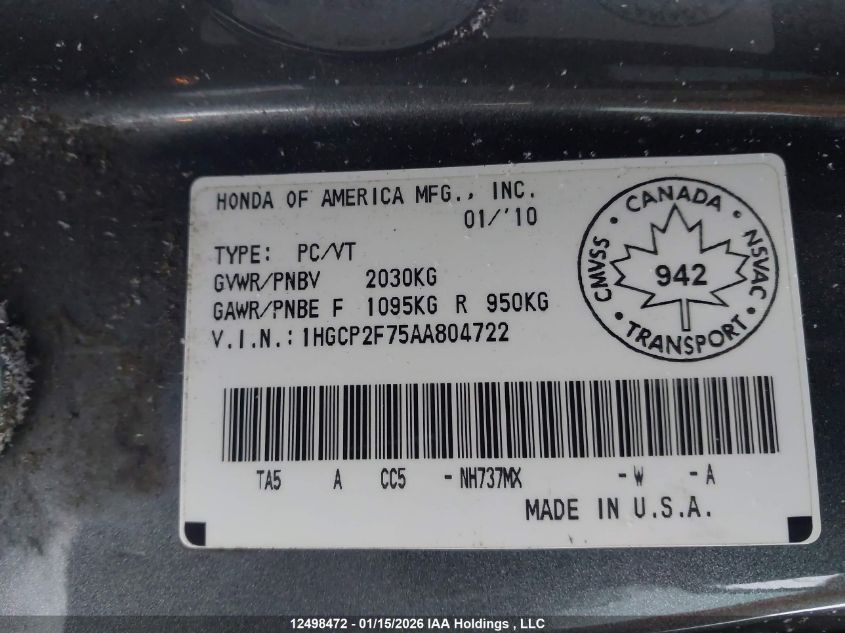 HONDA OF AMERICA MFG., INC.
01/'10
TYPE: PC/VT
GVWR/PNBV 2030KG
GAWR/PNBE F 1095KG R 950KG
V.I.N.: 1HGCP2F75AA804722
CANADA
CMVSS
942
NSVAC
TRANSPORT
TA5 A CC5 -NH737MX -W -A
MADE IN U.S.A.
12498472 - 01/15/2026 IAA Holdings , LLC